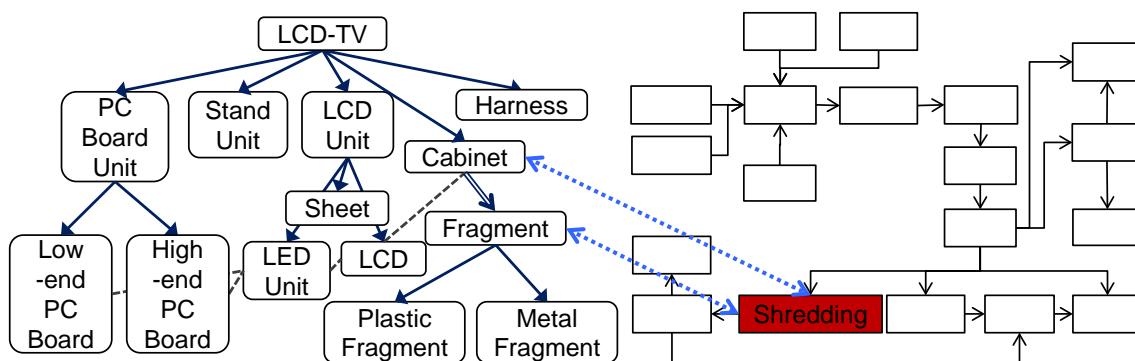 LCD-TV
PC
Board
Unit
Stand
Unit
LCD
Unit
Harness
Cabinet
Sheet
Fragment
Low
-end
PC
Board
High
-end
PC
Board
LED
Unit
LCD
Plastic
Fragment
Metal
Fragment
Shredding